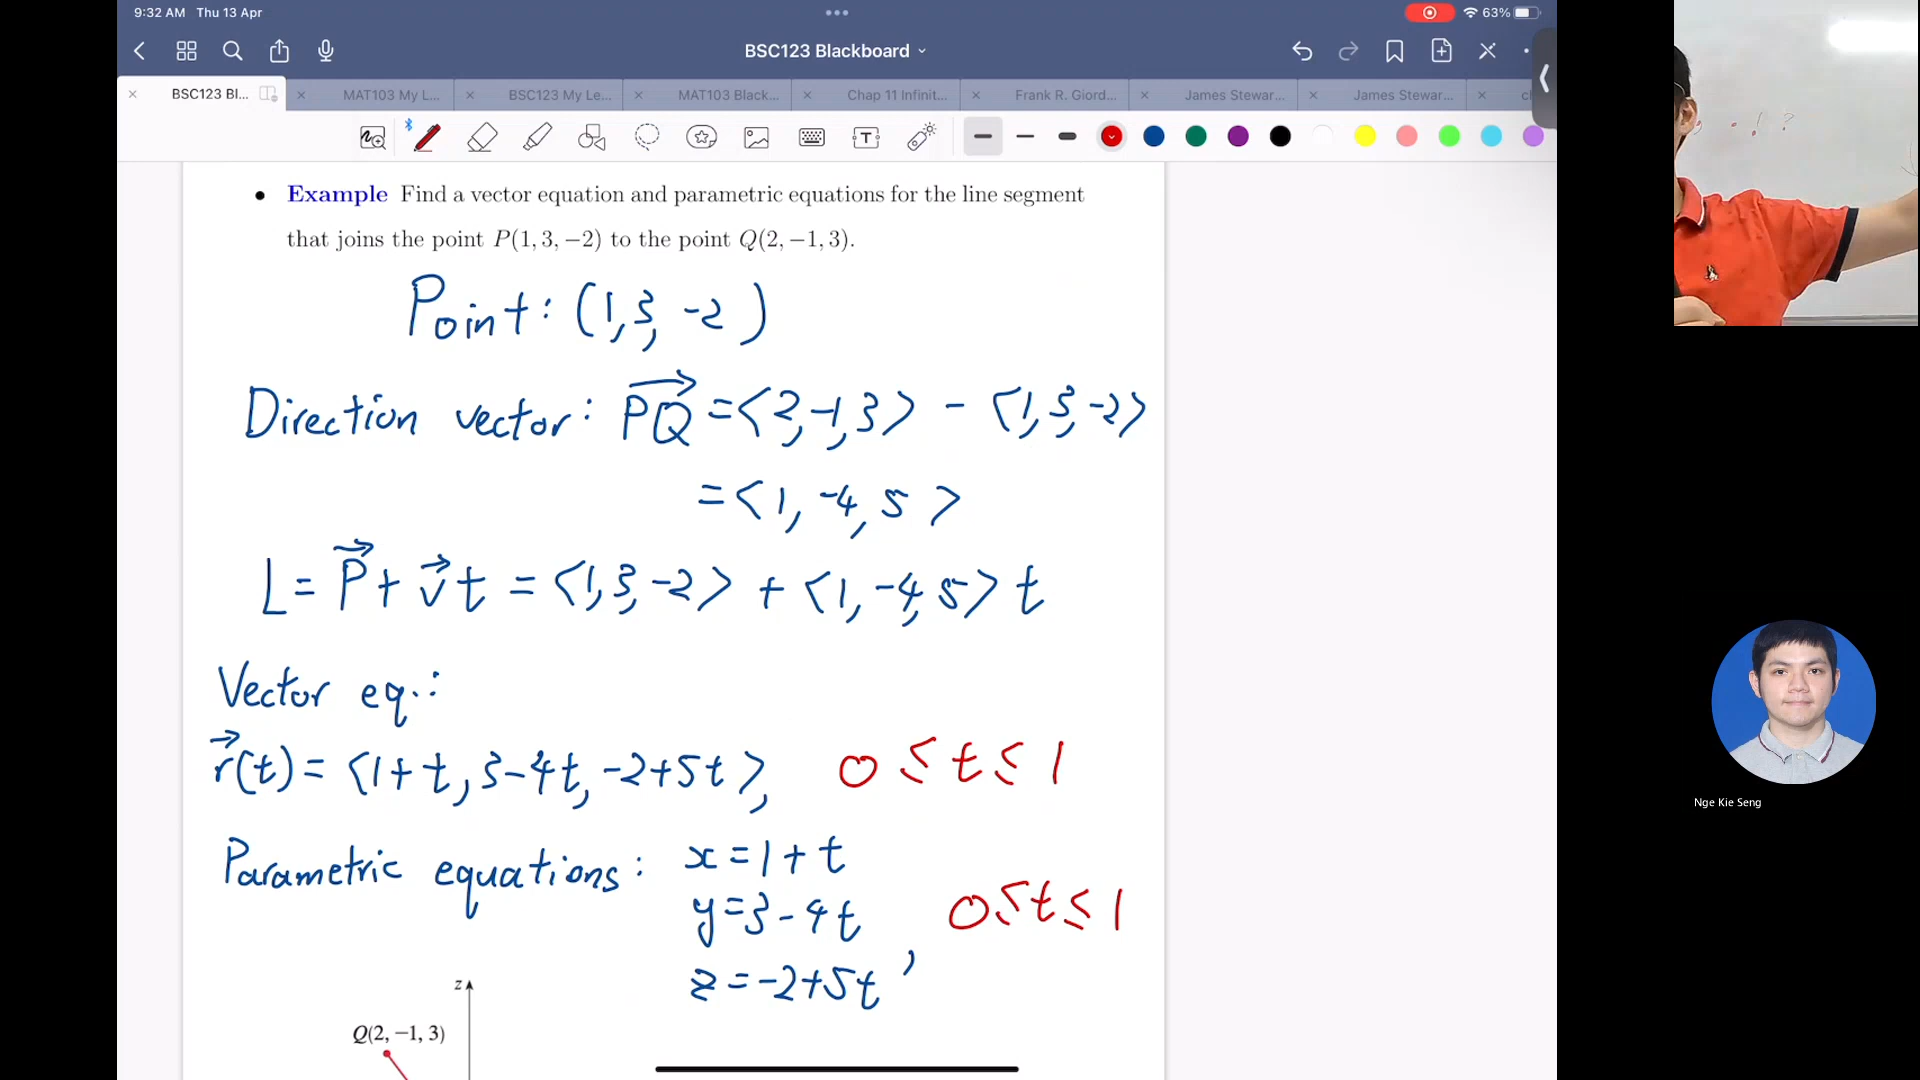 9:32 AM Thu 13 Apr
63%
BSC123 Blackboard
BSC123 Bl...
MAT103 My L...
BSC123 My Le...
MAT103 Black...
Chap 11 Infinit...
Frank R. Giord...
James Stewar...
James Stewar...
• Example Find a vector equation and parametric equations for the line segment
that joins the point P(1, 3, −2) to the point Q(2, −1, 3).
Point: (1, 3, -2)
Direction vector: PQ⃗ = <2, -1, 3> - <1, 3, -2>
= <1, -4, 5>
L = P⃗ + v⃗ t = <1, 3, -2> + <1, -4, 5> t
Vector eq.:
r⃗(t) = <1+t, 3-4t, -2+5t>, 0 ≤ t ≤ 1
Parametric equations: x = 1 + t
y = 3 - 4t 0 ≤ t ≤ 1
z = -2+5t ,
z
Q(2, −1, 3)
Nge Kie Seng